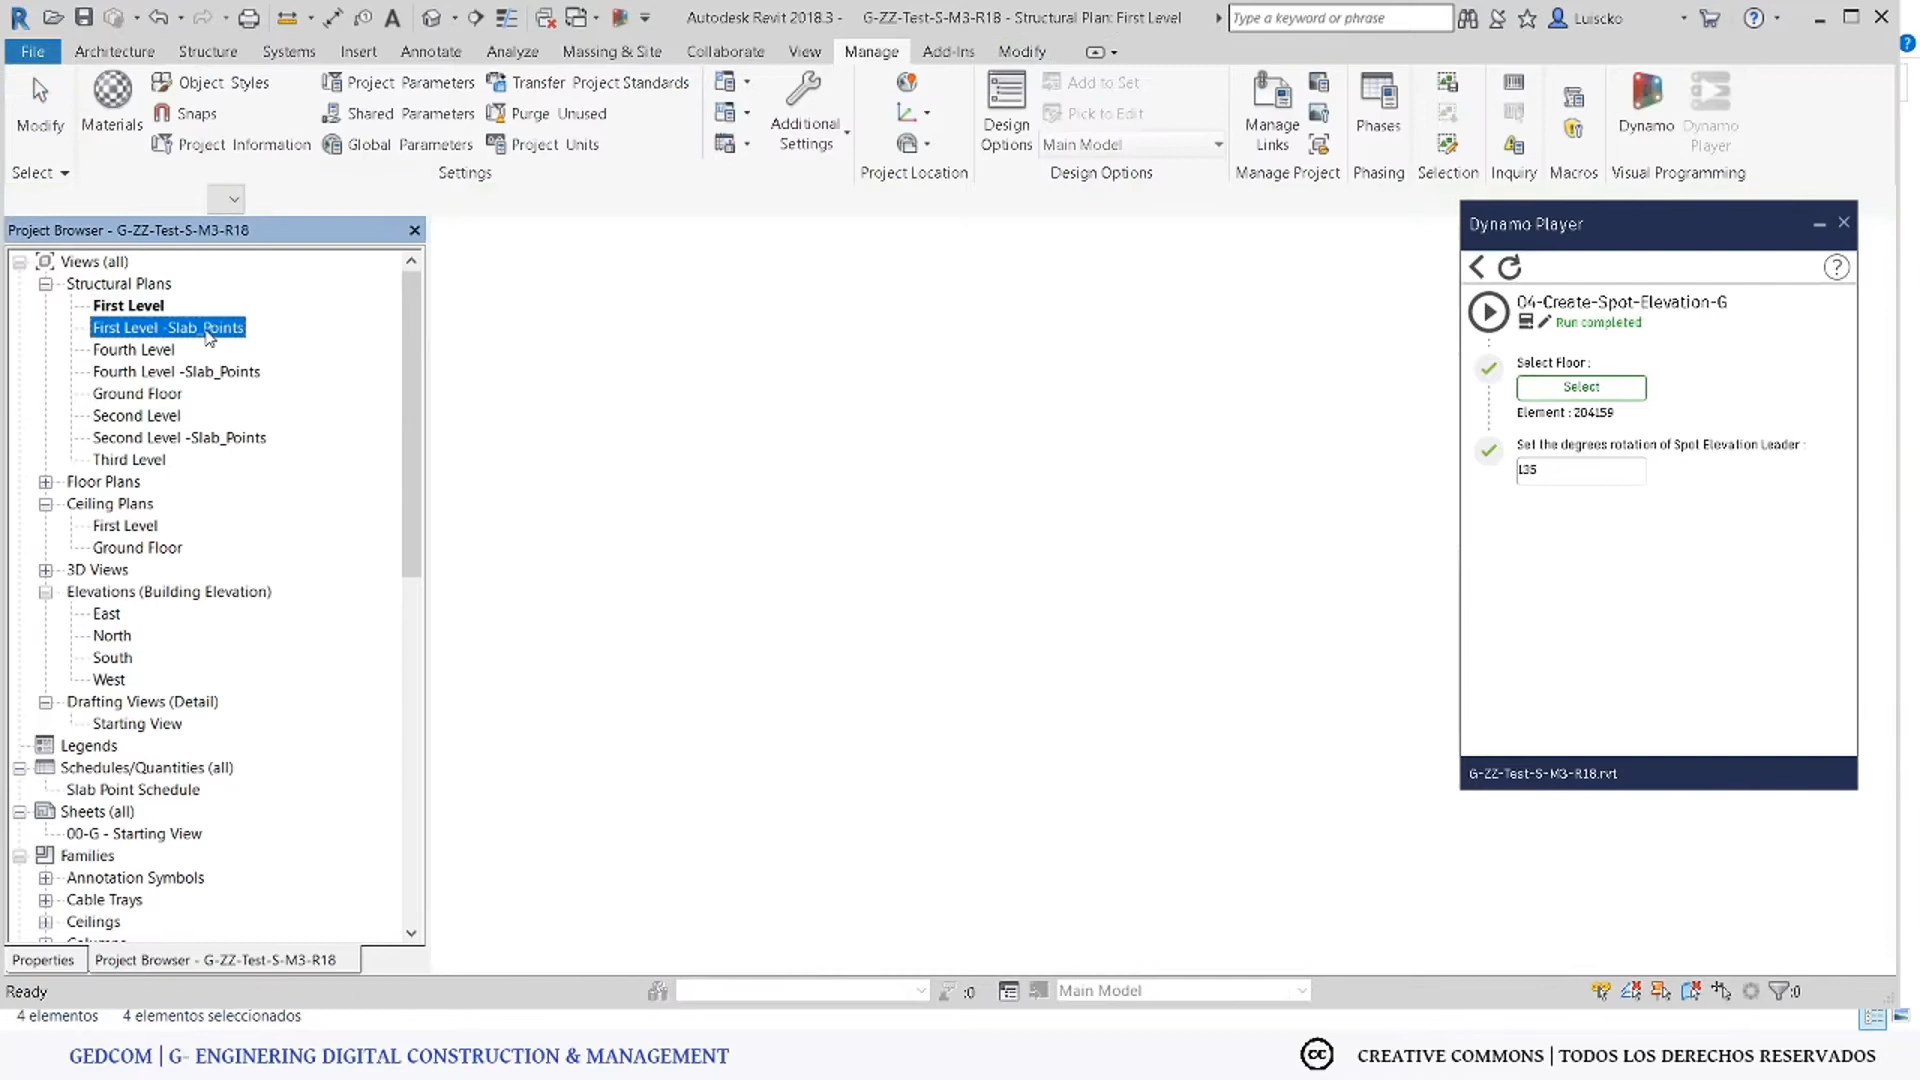 Autodesk Revit 2018.3 -    G-ZZ-Test-S-M3-R18 - Structural Plan: First Level
Type a keyword or phrase
Luiscko
File
Architecture
Structure
Systems
Insert
Annotate
Analyze
Massing & Site
Collaborate
View
Manage
Add-Ins
Modify
Modify
Materials
Object Styles
Snaps
Project Information
Project Parameters
Shared Parameters
Global Parameters
Transfer Project Standards
Purge Unused
Project Units
Additional
Settings
Design
Options
Add to Set
Pick to Edit
Main Model
Manage
Links
Phases
Dynamo
Dynamo
Player
Select
Settings
Project Location
Design Options
Manage Project
Phasing
Selection
Inquiry
Macros
Visual Programming
Project Browser - G-ZZ-Test-S-M3-R18
Views (all)
Structural Plans
First Level
First Level -Slab_Points
Fourth Level
Fourth Level -Slab_Points
Ground Floor
Second Level
Second Level -Slab_Points
Third Level
Floor Plans
Ceiling Plans
First Level
Ground Floor
3D Views
Elevations (Building Elevation)
East
North
South
West
Drafting Views (Detail)
Starting View
Legends
Schedules/Quantities (all)
Slab Point Schedule
Sheets (all)
00-G - Starting View
Families
Annotation Symbols
Cable Trays
Ceilings
Properties
Project Browser - G-ZZ-Test-S-M3-R18
Dynamo Player
04-Create-Spot-Elevation-G
Run completed
Select Floor :
Select
Element : 204159
Set the degrees rotation of Spot Elevation Leader :
135
G-ZZ-Test-S-M3-R18.rvt
Ready
:0
Main Model
:0
4 elementos    4 elementos seleccionados
GEDCOM | G- ENGINERING DIGITAL CONSTRUCTION & MANAGEMENT
cc
CREATIVE COMMONS | TODOS LOS DERECHOS RESERVADOS